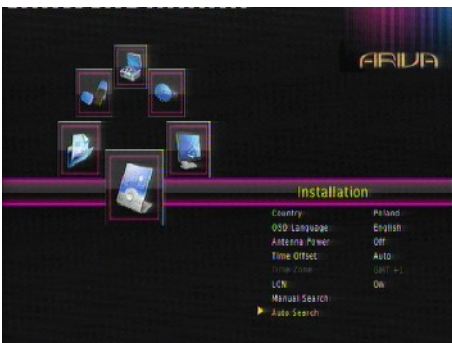 ARIVA
Installation
Country Poland
OSD Language English
Antenna Power Off
Time Offset Auto
Time Zone GMT +1
LCN On
Manual Search
Auto Search